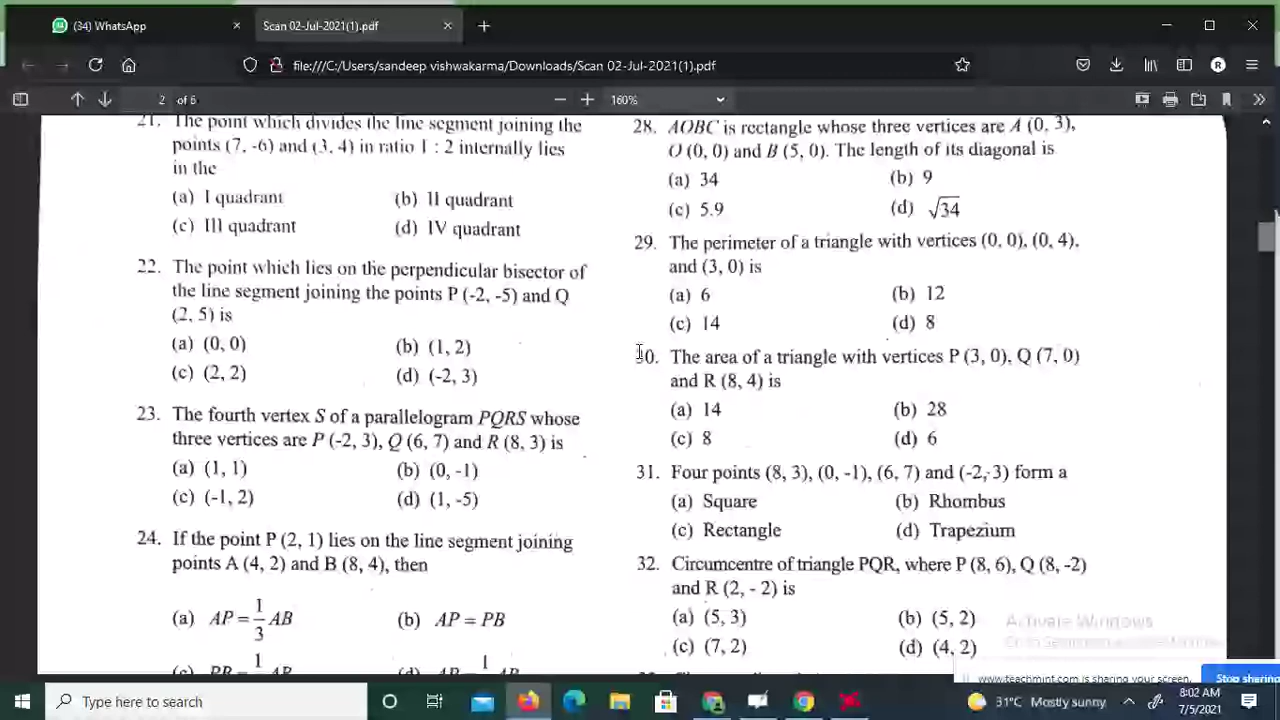 (34) WhatsApp
Scan 02-Jul-2021(1).pdf
file:///C:/Users/sandeep vishwakarma/Downloads/Scan 02-Jul-2021(1).pdf
2 of 6
160%
21. The point which divides the line segment joining the
points (7, -6) and (3, 4) in ratio 1 : 2 internally lies
in the
(a) I quadrant (b) II quadrant
(c) III quadrant (d) IV quadrant
22. The point which lies on the perpendicular bisector of
the line segment joining the points P (-2, -5) and Q
(2, 5) is
(a) (0, 0) (b) (1, 2)
(c) (2, 2) (d) (-2, 3)
23. The fourth vertex S of a parallelogram PQRS whose
three vertices are P (-2, 3), Q (6, 7) and R (8, 3) is
(a) (1, 1) (b) (0, -1)
(c) (-1, 2) (d) (1, -5)
24. If the point P (2, 1) lies on the line segment joining
points A (4, 2) and B (8, 4), then
(a) AP = 1/3 AB (b) AP = PB
28. AOBC is rectangle whose three vertices are A (0, 3),
O (0, 0) and B (5, 0). The length of its diagonal is
(a) 34 (b) 9
(c) 5.9 (d) √34
29. The perimeter of a triangle with vertices (0, 0), (0, 4),
and (3, 0) is
(a) 6 (b) 12
(c) 14 (d) 8
30. The area of a triangle with vertices P (3, 0), Q (7, 0)
and R (8, 4) is
(a) 14 (b) 28
(c) 8 (d) 6
31. Four points (8, 3), (0, -1), (6, 7) and (-2, 3) form a
(a) Square (b) Rhombus
(c) Rectangle (d) Trapezium
32. Circumcentre of triangle PQR, where P (8, 6), Q (8, -2)
and R (2, - 2) is
(a) (5, 3) (b) (5, 2)
(c) (7, 2) (d) (4, 2)
Activate Windows
www.teachmint.com is sharing your screen.
Stop sharing
Type here to search
31°C Mostly sunny
8:02 AM
7/5/2021